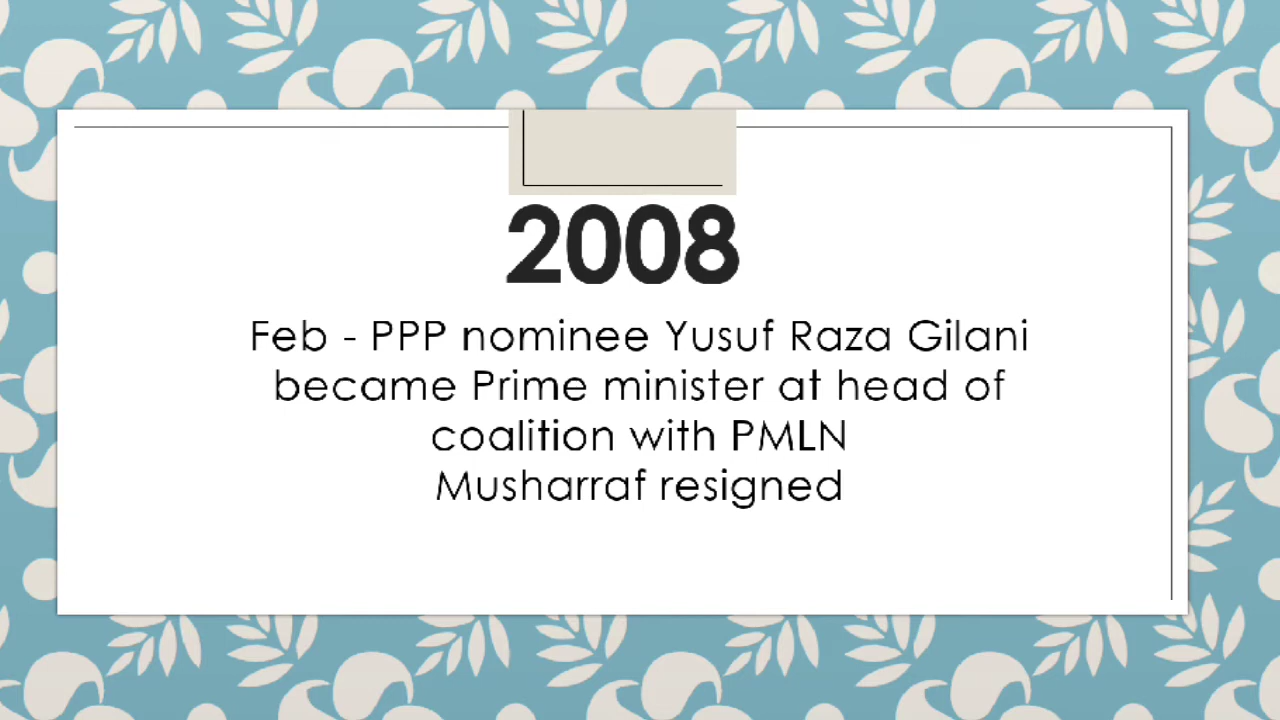 2008
Feb - PPP nominee Yusuf Raza Gilani
became Prime minister at head of
coalition with PMLN
Musharraf resigned